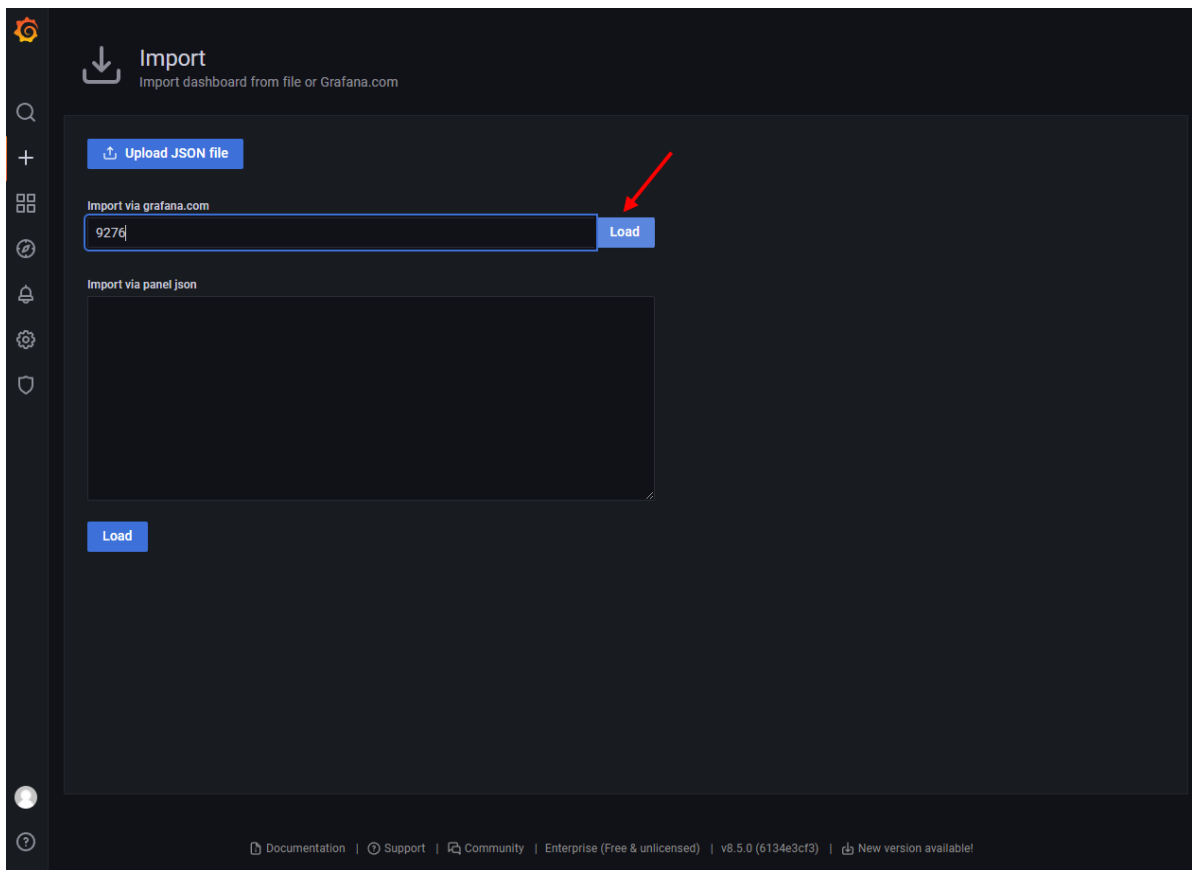 Import
Import dashboard from file or Grafana.com
Upload JSON file
Import via grafana.com
9276
Load
Import via panel json
Load
Documentation | Support | Community | Enterprise (Free & unlicensed) | v8.5.0 (6134e3cf3) | New version available!